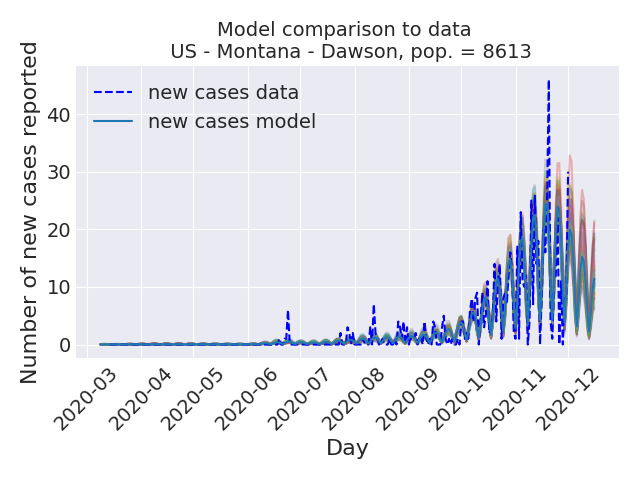 Model comparison to data
US - Montana - Dawson, pop. = 8613
new cases data
new cases model
Number of new cases reported
40
30
20
10
0
2020-03
2020-04
2020-05
2020-06
2020-07
2020-08
2020-09
2020-10
2020-11
2020-12
Day